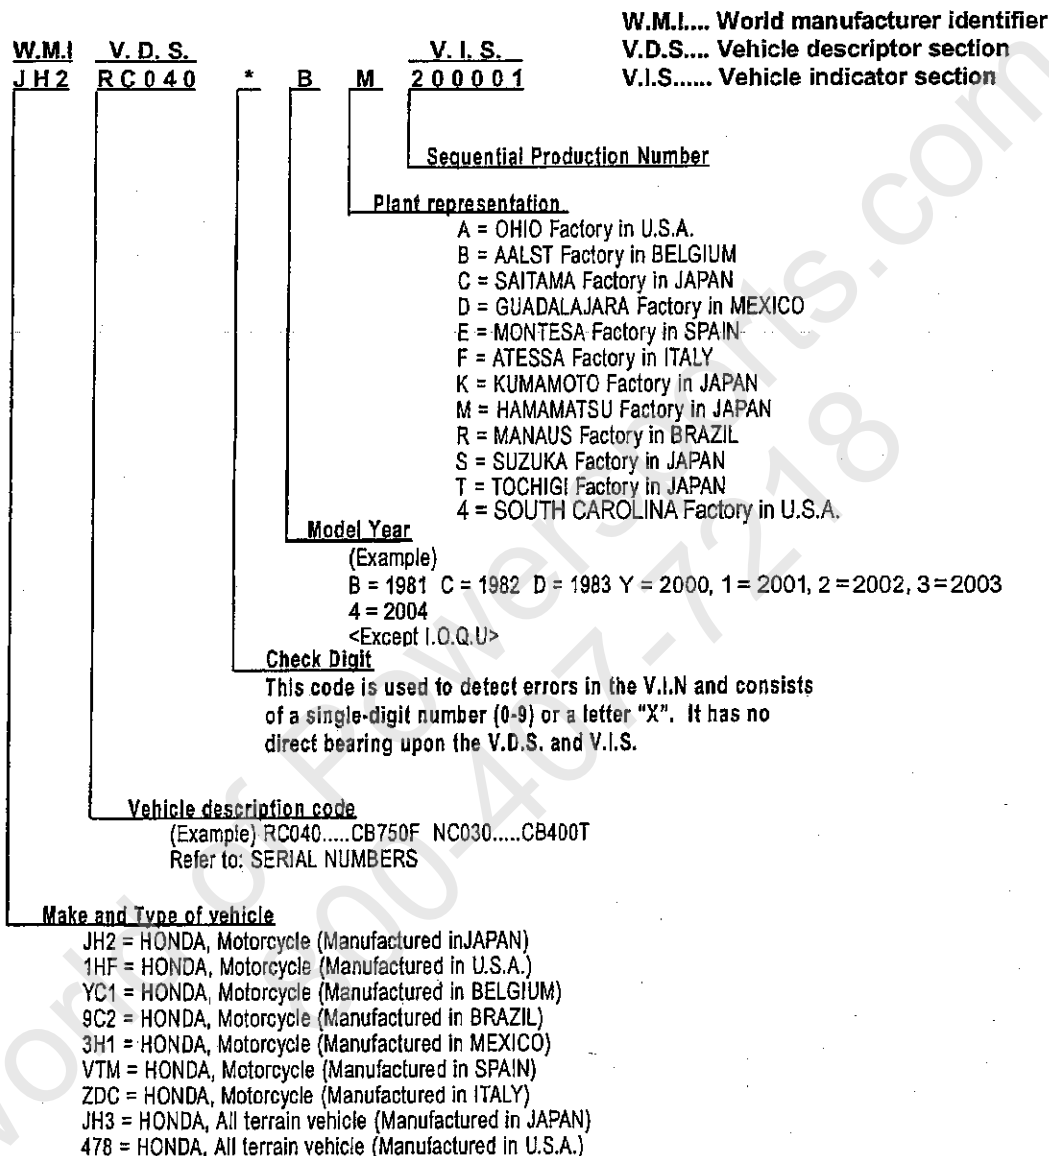 W.M.I.... World manufacturer identifier
W.M.I V. D. S. V. I. S. V.D.S.... Vehicle descriptor section
JH2 RC040 * B M 200001 V.I.S...... Vehicle indicator section
Sequential Production Number
Plant representation
A = OHIO Factory in U.S.A.
B = AALST Factory in BELGIUM
C = SAITAMA Factory in JAPAN
D = GUADALAJARA Factory in MEXICO
E = MONTESA Factory in SPAIN
F = ATESSA Factory in ITALY
K = KUMAMOTO Factory in JAPAN
M = HAMAMATSU Factory in JAPAN
R = MANAUS Factory in BRAZIL
S = SUZUKA Factory in JAPAN
T = TOCHIGI Factory in JAPAN
4 = SOUTH CAROLINA Factory in U.S.A.
Model Year
(Example)
B = 1981 C = 1982 D = 1983 Y = 2000, 1 = 2001, 2 =2002, 3=2003
4 = 2004
<Except I.O.Q.U>
Check Digit
This code is used to detect errors in the V.I.N and consists
of a single-digit number (0-9) or a letter "X". It has no
direct bearing upon the V.D.S. and V.I.S.
Vehicle description code
(Example) RC040.....CB750F NC030.....CB400T
Refer to: SERIAL NUMBERS
Make and Type of vehicle
JH2 = HONDA, Motorcycle (Manufactured inJAPAN)
1HF = HONDA, Motorcycle (Manufactured in U.S.A.)
YC1 = HONDA, Motorcycle (Manufactured in BELGIUM)
9C2 = HONDA, Motorcycle (Manufactured in BRAZIL)
3H1 = HONDA, Motorcycle (Manufactured in MEXICO)
VTM = HONDA, Motorcycle (Manufactured in SPAIN)
ZDC = HONDA, Motorcycle (Manufactured in ITALY)
JH3 = HONDA, All terrain vehicle (Manufactured in JAPAN)
478 = HONDA, All terrain vehicle (Manufactured in U.S.A.)
World of Powersports.com
800-407-7218